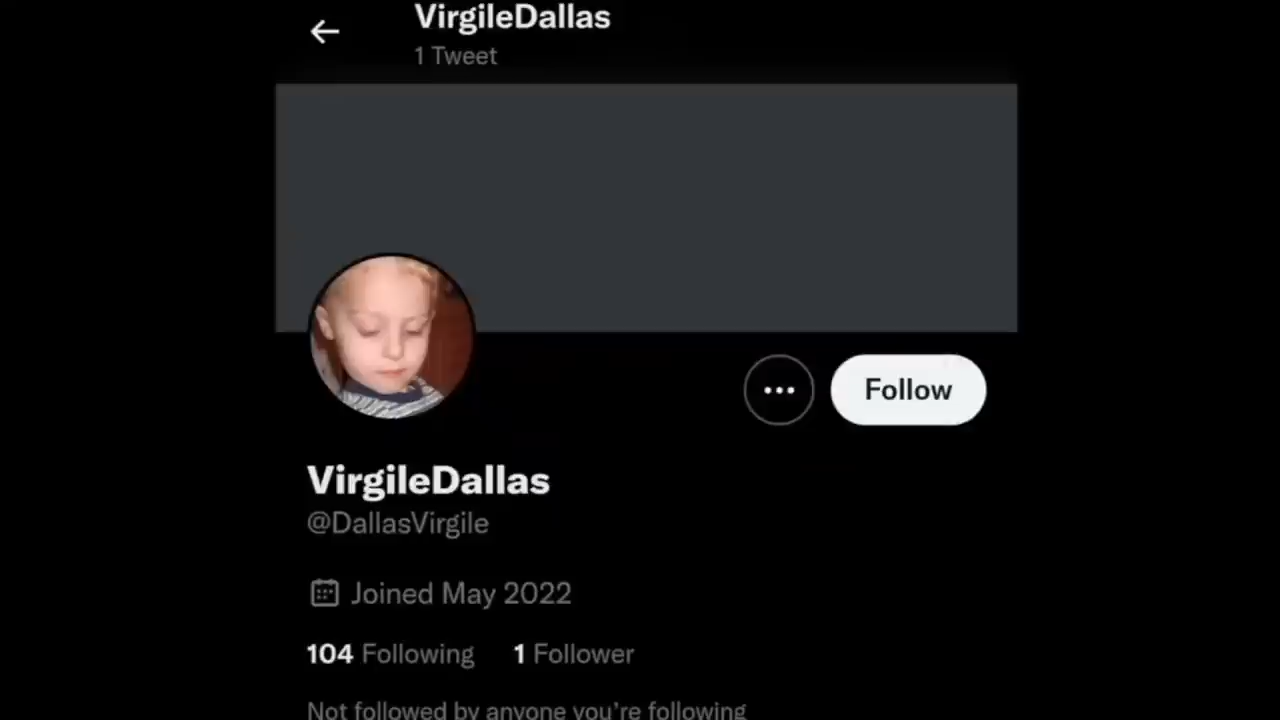 VirgileDallas
1 Tweet
Follow
VirgileDallas
@DallasVirgile
Joined May 2022
104 Following 1 Follower
Not followed by anyone you're following